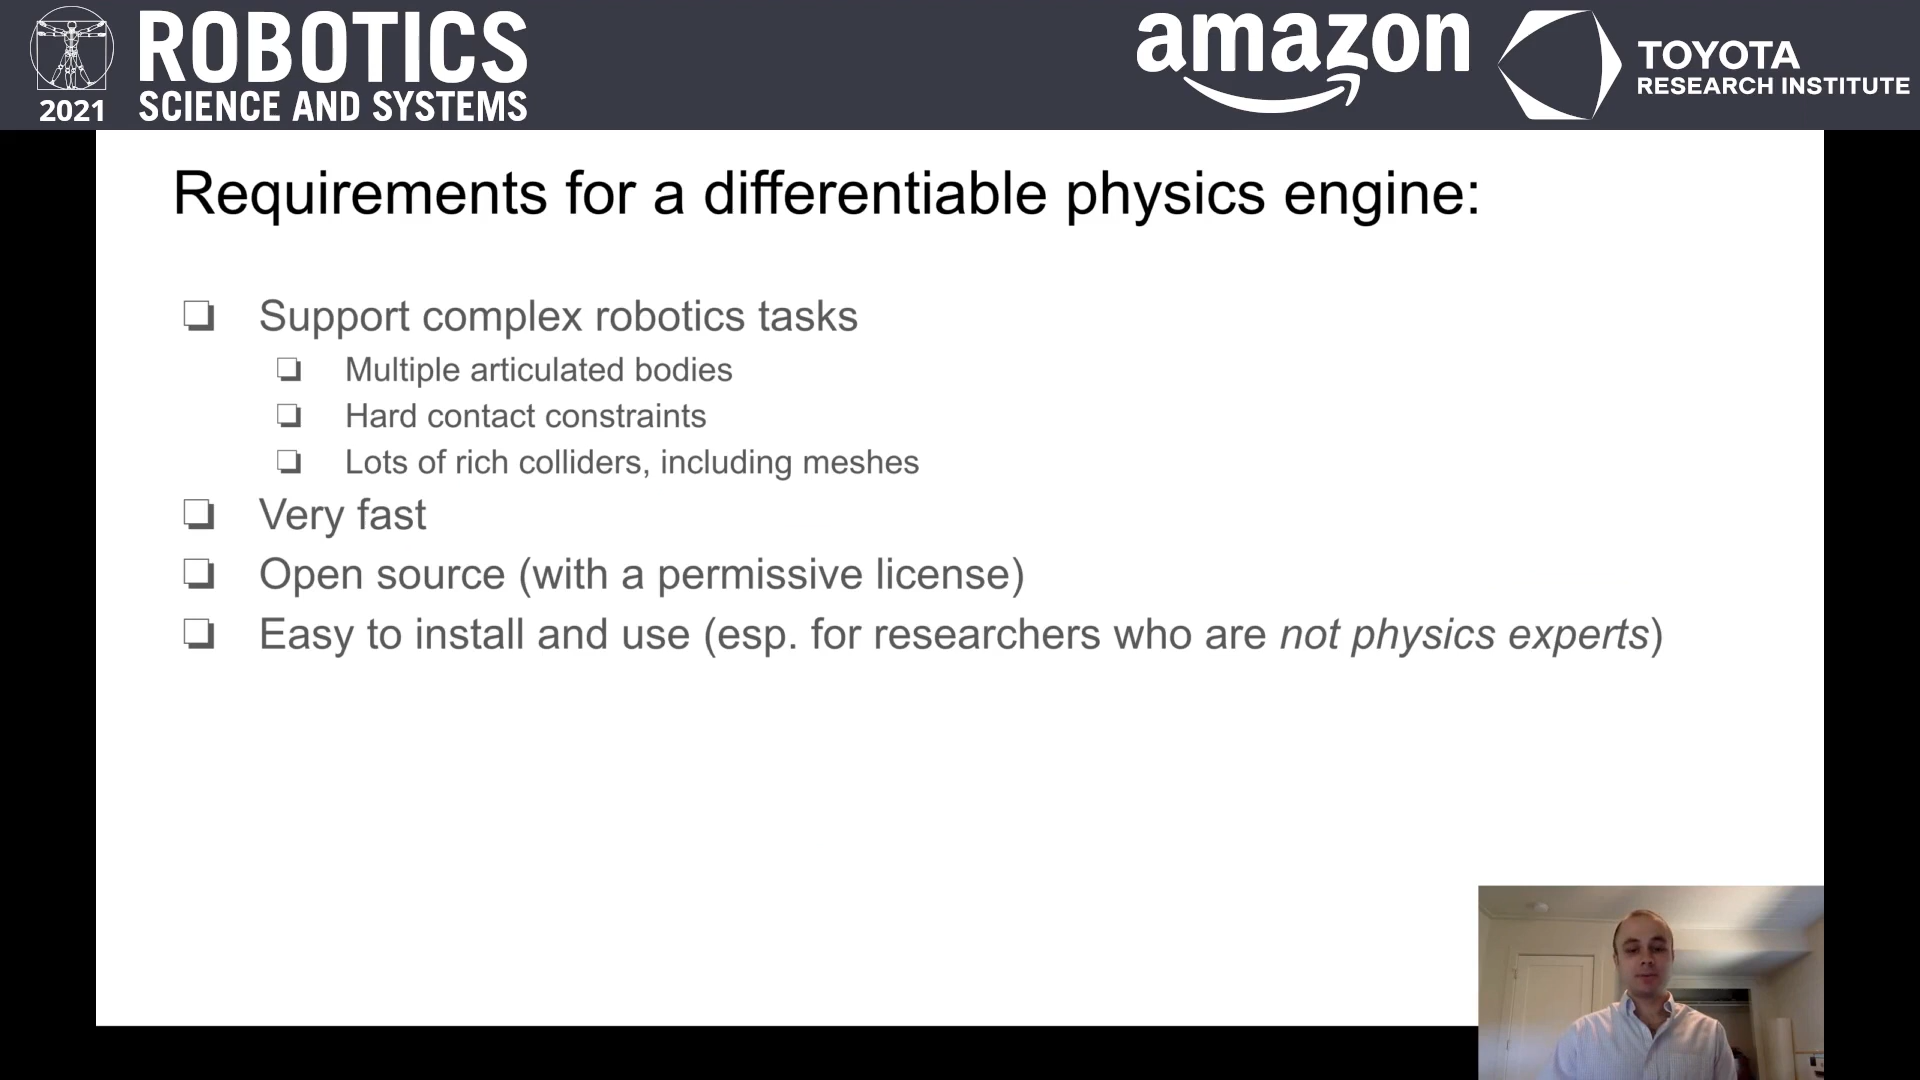 ROBOTICS
2021 SCIENCE AND SYSTEMS
amazon
TOYOTA
RESEARCH INSTITUTE
Requirements for a differentiable physics engine:
Support complex robotics tasks
Multiple articulated bodies
Hard contact constraints
Lots of rich colliders, including meshes
Very fast
Open source (with a permissive license)
Easy to install and use (esp. for researchers who are not physics experts)